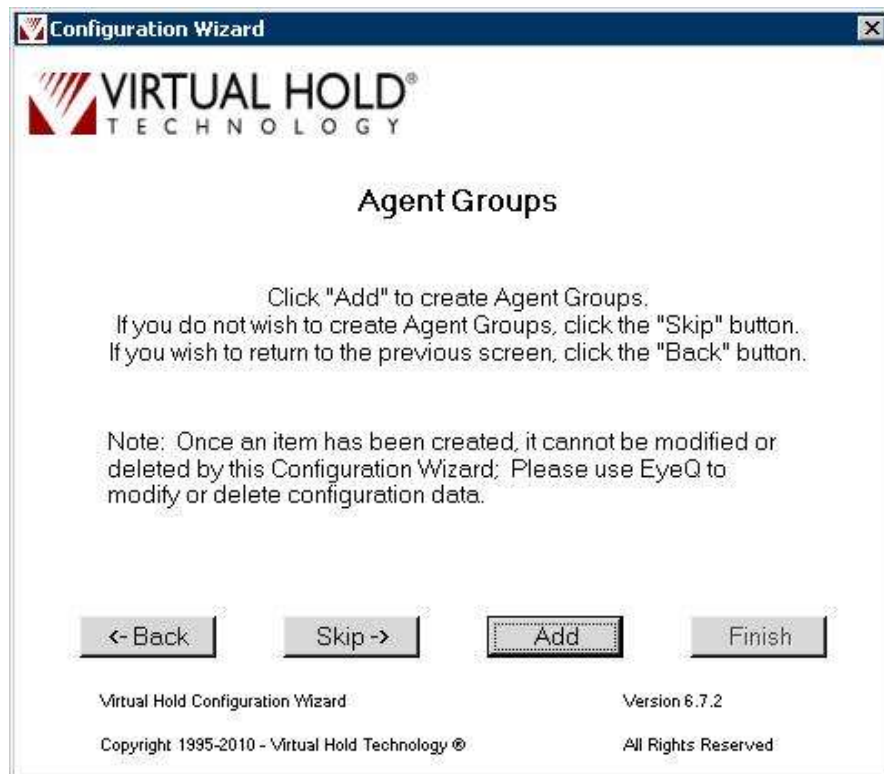 Configuration Wizard
VIRTUAL HOLD®
TECHNOLOGY
Agent Groups
Click "Add" to create Agent Groups.
If you do not wish to create Agent Groups, click the "Skip" button.
If you wish to return to the previous screen, click the "Back" button.
Note: Once an item has been created, it cannot be modified or
deleted by this Configuration Wizard; Please use EyeQ to
modify or delete configuration data.
<- Back Skip -> Add Finish
Virtual Hold Configuration Wizard Version 6.7.2
Copyright 1995-2010 - Virtual Hold Technology ® All Rights Reserved